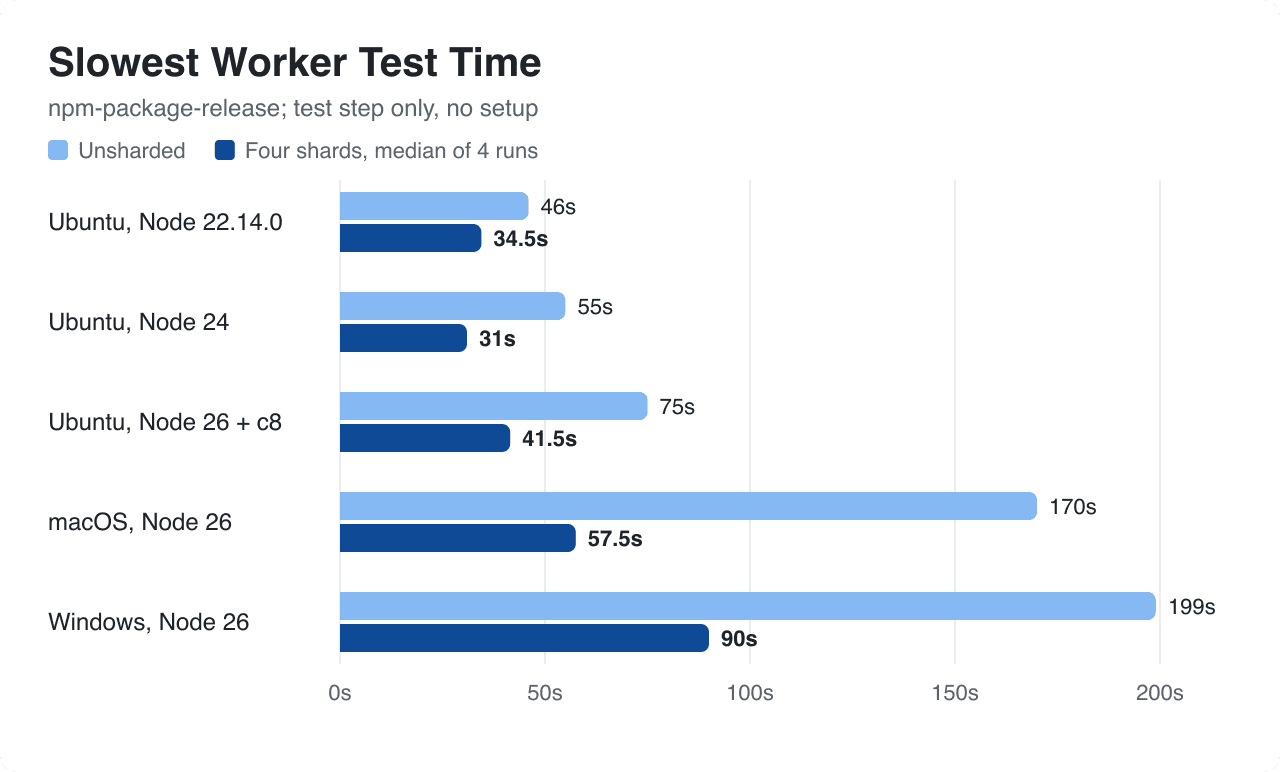 Slowest Worker Test Time
npm-package-release; test step only, no setup
Unsharded Four shards, median of 4 runs
Ubuntu, Node 22.14.0
46s
34.5s
Ubuntu, Node 24
55s
31s
Ubuntu, Node 26 + c8
75s
41.5s
macOS, Node 26
170s
57.5s
Windows, Node 26
199s
90s
0s 50s 100s 150s 200s